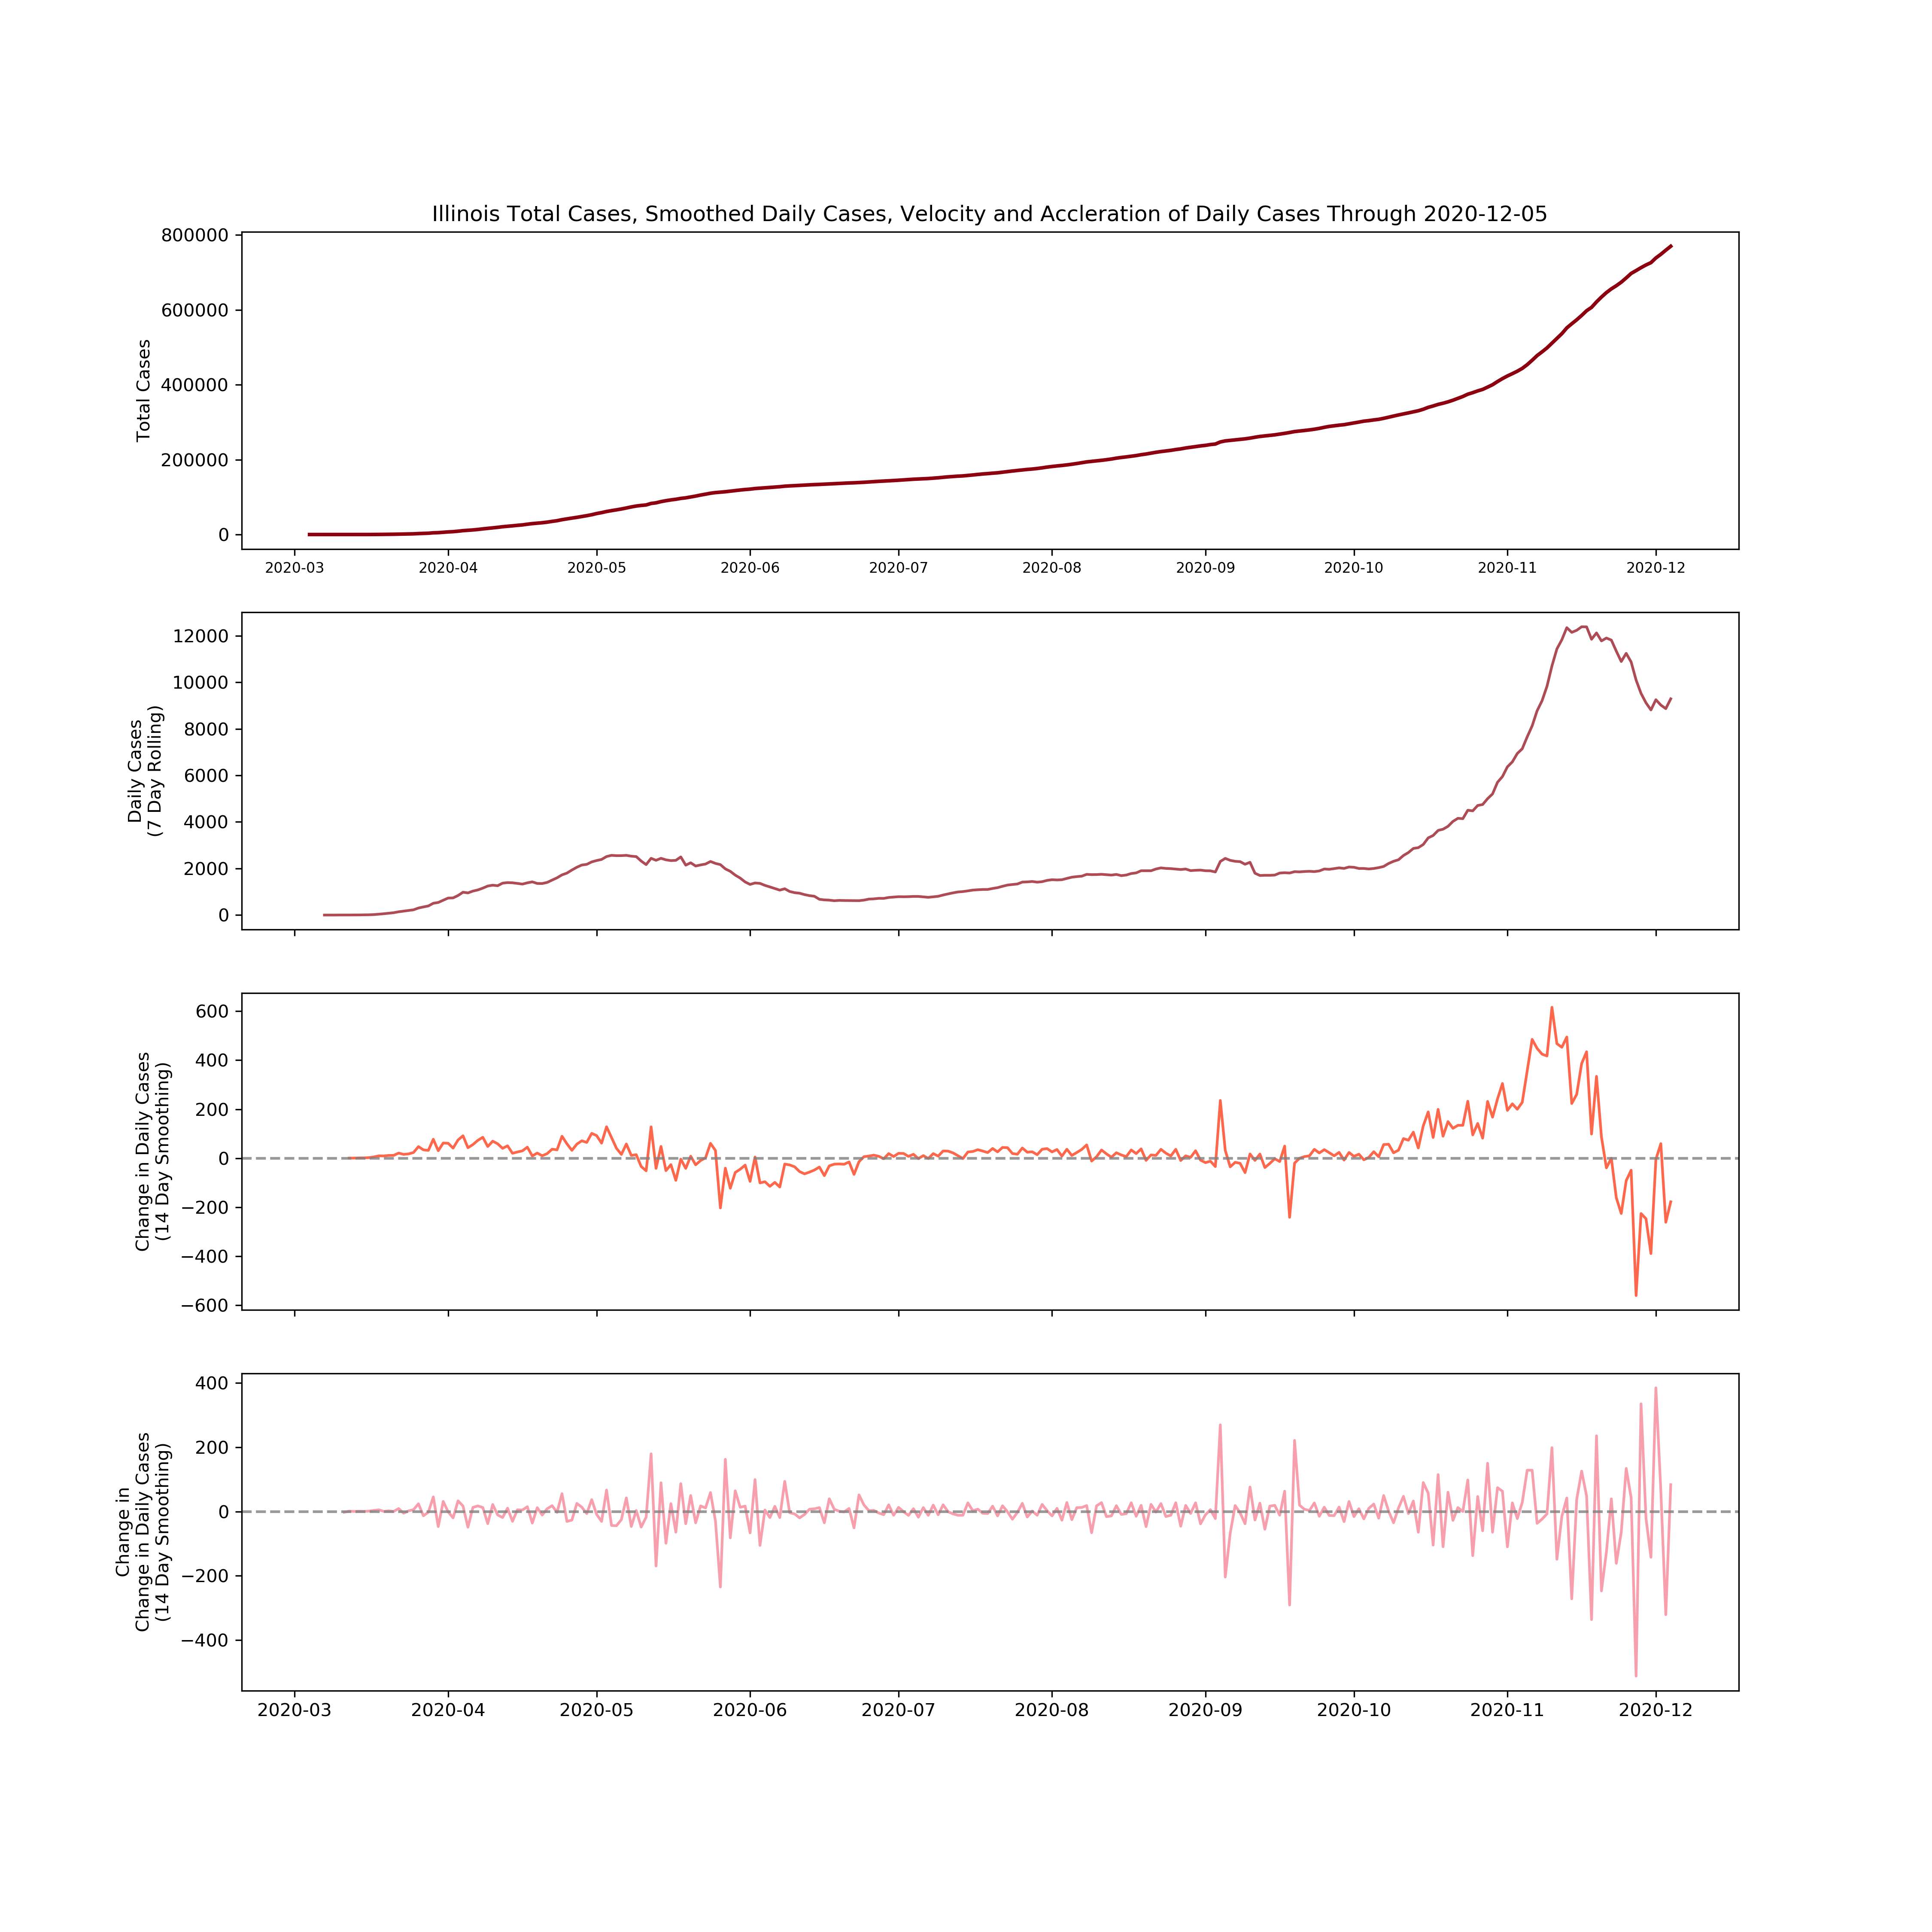 Illinois Total Cases, Smoothed Daily Cases, Velocity and Accleration of Daily Cases Through 2020-12-05
800000
600000
400000
200000
0
Total Cases
2020-03 2020-04 2020-05 2020-06 2020-07 2020-08 2020-09 2020-10 2020-11 2020-12
12000
10000
8000
6000
4000
2000
0
Daily Cases
(7 Day Rolling)
600
400
200
0
−200
−400
−600
Change in Daily Cases
(14 Day Smoothing)
400
200
0
−200
−400
Change in
Change in Daily Cases
(14 Day Smoothing)
2020-03 2020-04 2020-05 2020-06 2020-07 2020-08 2020-09 2020-10 2020-11 2020-12